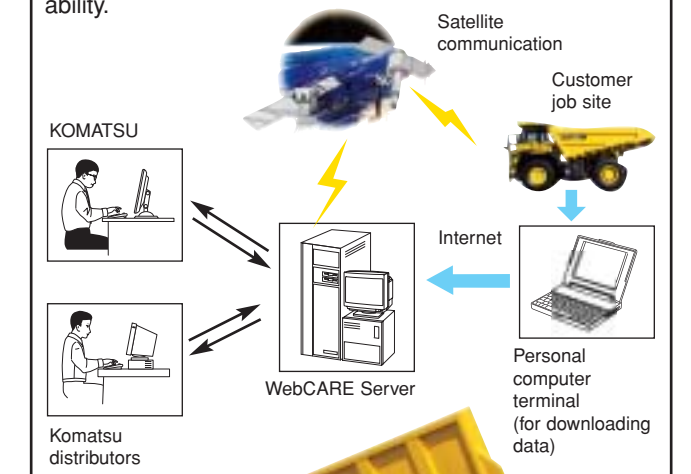 ability.
Satellite
communication
Customer
job site
KOMATSU
Internet
WebCARE Server
Personal
computer
terminal
(for downloading
data)
Komatsu
distributors